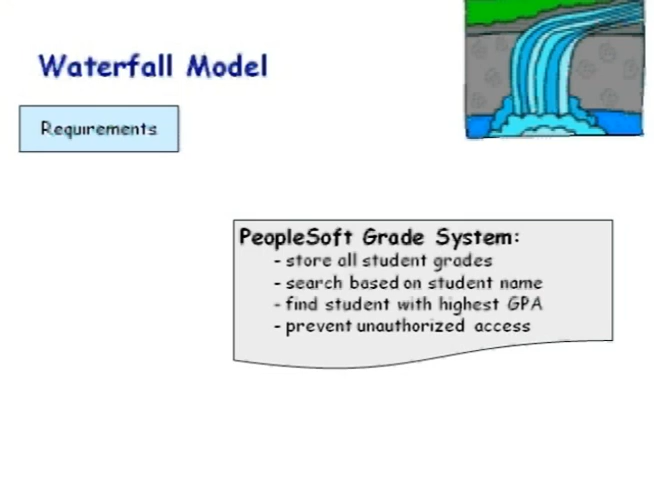 Waterfall Model
Requirements
PeopleSoft Grade System:
- store all student grades
- search based on student name
- find student with highest GPA
- prevent unauthorized access